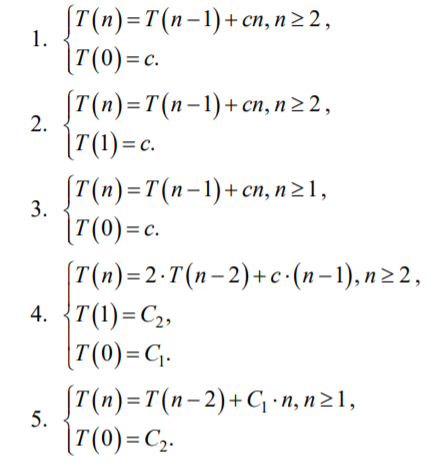 1. T(n)=T(n−1)+cn, n≥2,
T(0)=c.
2. T(n)=T(n−1)+cn, n≥2,
T(1)=c.
3. T(n)=T(n−1)+cn, n≥1,
T(0)=c.
T(n)=2·T(n−2)+c·(n−1), n≥2,
4. T(1)=C₂,
T(0)=C₁.
5. T(n)=T(n−2)+C₁·n, n≥1,
T(0)=C₂.